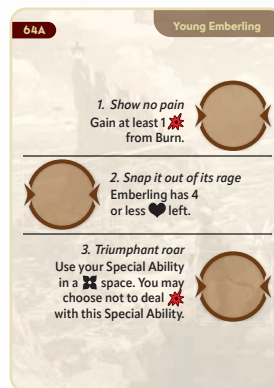 64A
Young Emberling
1. Show no pain
Gain at least 1
from Burn.
2. Snap it out of its rage
Emberling has 4
or less left.
3. Triumphant roar
Use your Special Ability
in a space. You may
choose not to deal
with this Special Ability.